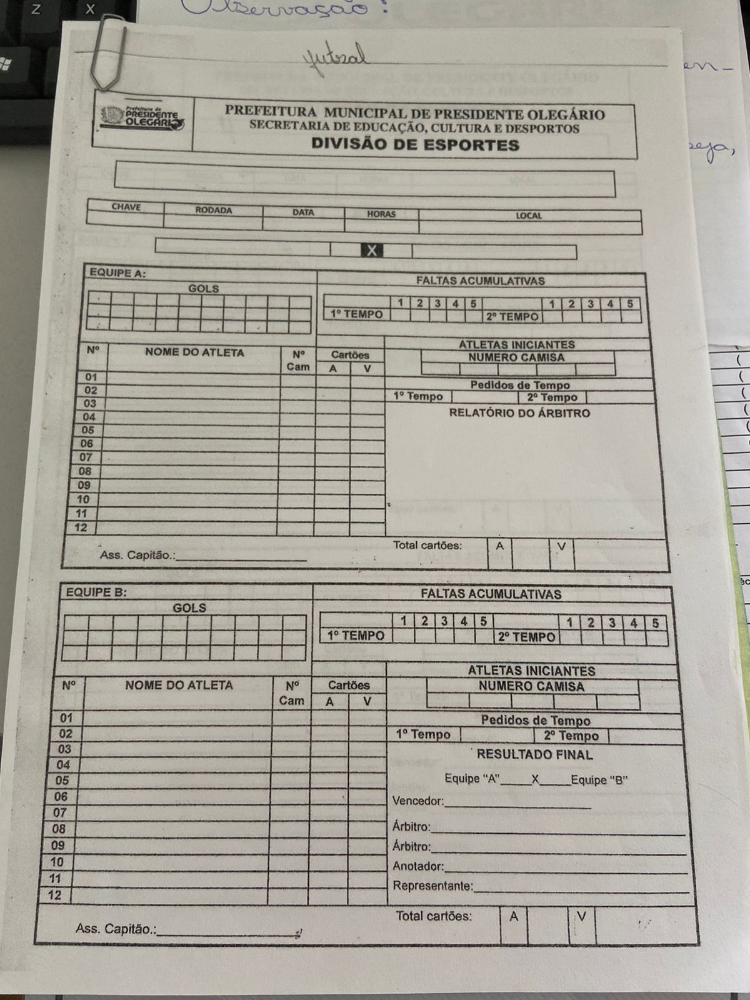 Z X
Observação:
futsal
en-
seja,
Prefeitura de
PRESIDENTE
OLEGÁRIO
PREFEITURA MUNICIPAL DE PRESIDENTE OLEGÁRIO
SECRETARIA DE EDUCAÇÃO, CULTURA E DESPORTOS
DIVISÃO DE ESPORTES
CHAVE RODADA DATA HORAS LOCAL
X
EQUIPE A:
GOLS
FALTAS ACUMULATIVAS
1 2 3 4 5 1 2 3 4 5
1º TEMPO 2º TEMPO
ATLETAS INICIANTES
NUMERO CAMISA
Nº NOME DO ATLETA Nº Cam Cartões
A V
Pedidos de Tempo
1º Tempo 2º Tempo
RELATÓRIO DO ÁRBITRO
01
02
03
04
05
06
07
08
09
10
11
12
Ass. Capitão.:
Total cartões: A V
EQUIPE B:
GOLS
FALTAS ACUMULATIVAS
1 2 3 4 5 1 2 3 4 5
1º TEMPO 2º TEMPO
ATLETAS INICIANTES
NUMERO CAMISA
Nº NOME DO ATLETA Nº Cam Cartões
A V
Pedidos de Tempo
1º Tempo 2º Tempo
01
02
03
04
05
06
07
08
09
10
11
12
RESULTADO FINAL
Equipe “A”_____X_____Equipe “B”
Vencedor:
Árbitro:
Árbitro:
Anotador:
Representante:
Total cartões: A V
Ass. Capitão.: